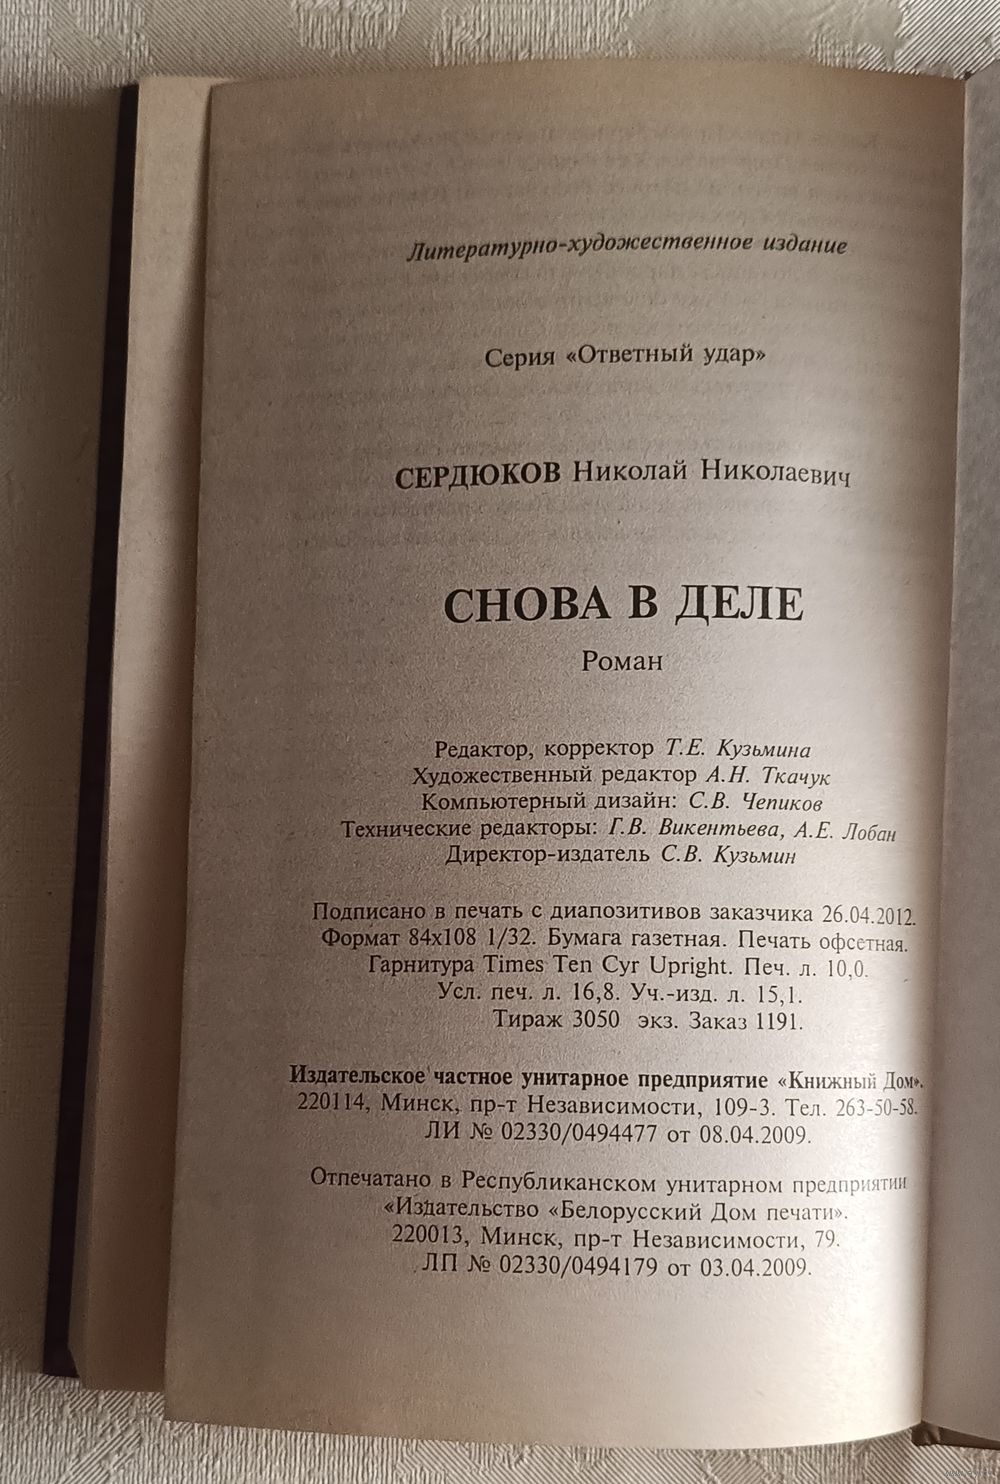 Литературно-художественное издание
Серия «Ответный удар»
СЕРДЮКОВ Николай Николаевич
СНОВА В ДЕЛЕ
Роман
Редактор, корректор Т.Е. Кузьмина
Художественный редактор А.Н. Ткачук
Компьютерный дизайн: С.В. Чепиков
Технические редакторы: Г.В. Викентьева, А.Е. Лобан
Директор-издатель С.В. Кузьмин
Подписано в печать с диапозитивов заказчика 26.04.2012.
Формат 84х108 1/32. Бумага газетная. Печать офсетная.
Гарнитура Times Ten Cyr Upright. Печ. л. 10,0.
Усл. печ. л. 16,8. Уч.-изд. л. 15,1.
Тираж 3050 экз. Заказ 1191.
Издательское частное унитарное предприятие «Книжный Дом».
220114, Минск, пр-т Независимости, 109-3. Тел. 263-50-58.
ЛИ № 02330/0494477 от 08.04.2009.
Отпечатано в Республиканском унитарном предприятии
«Издательство «Белорусский Дом печати».
220013, Минск, пр-т Независимости, 79.
ЛП № 02330/0494179 от 03.04.2009.